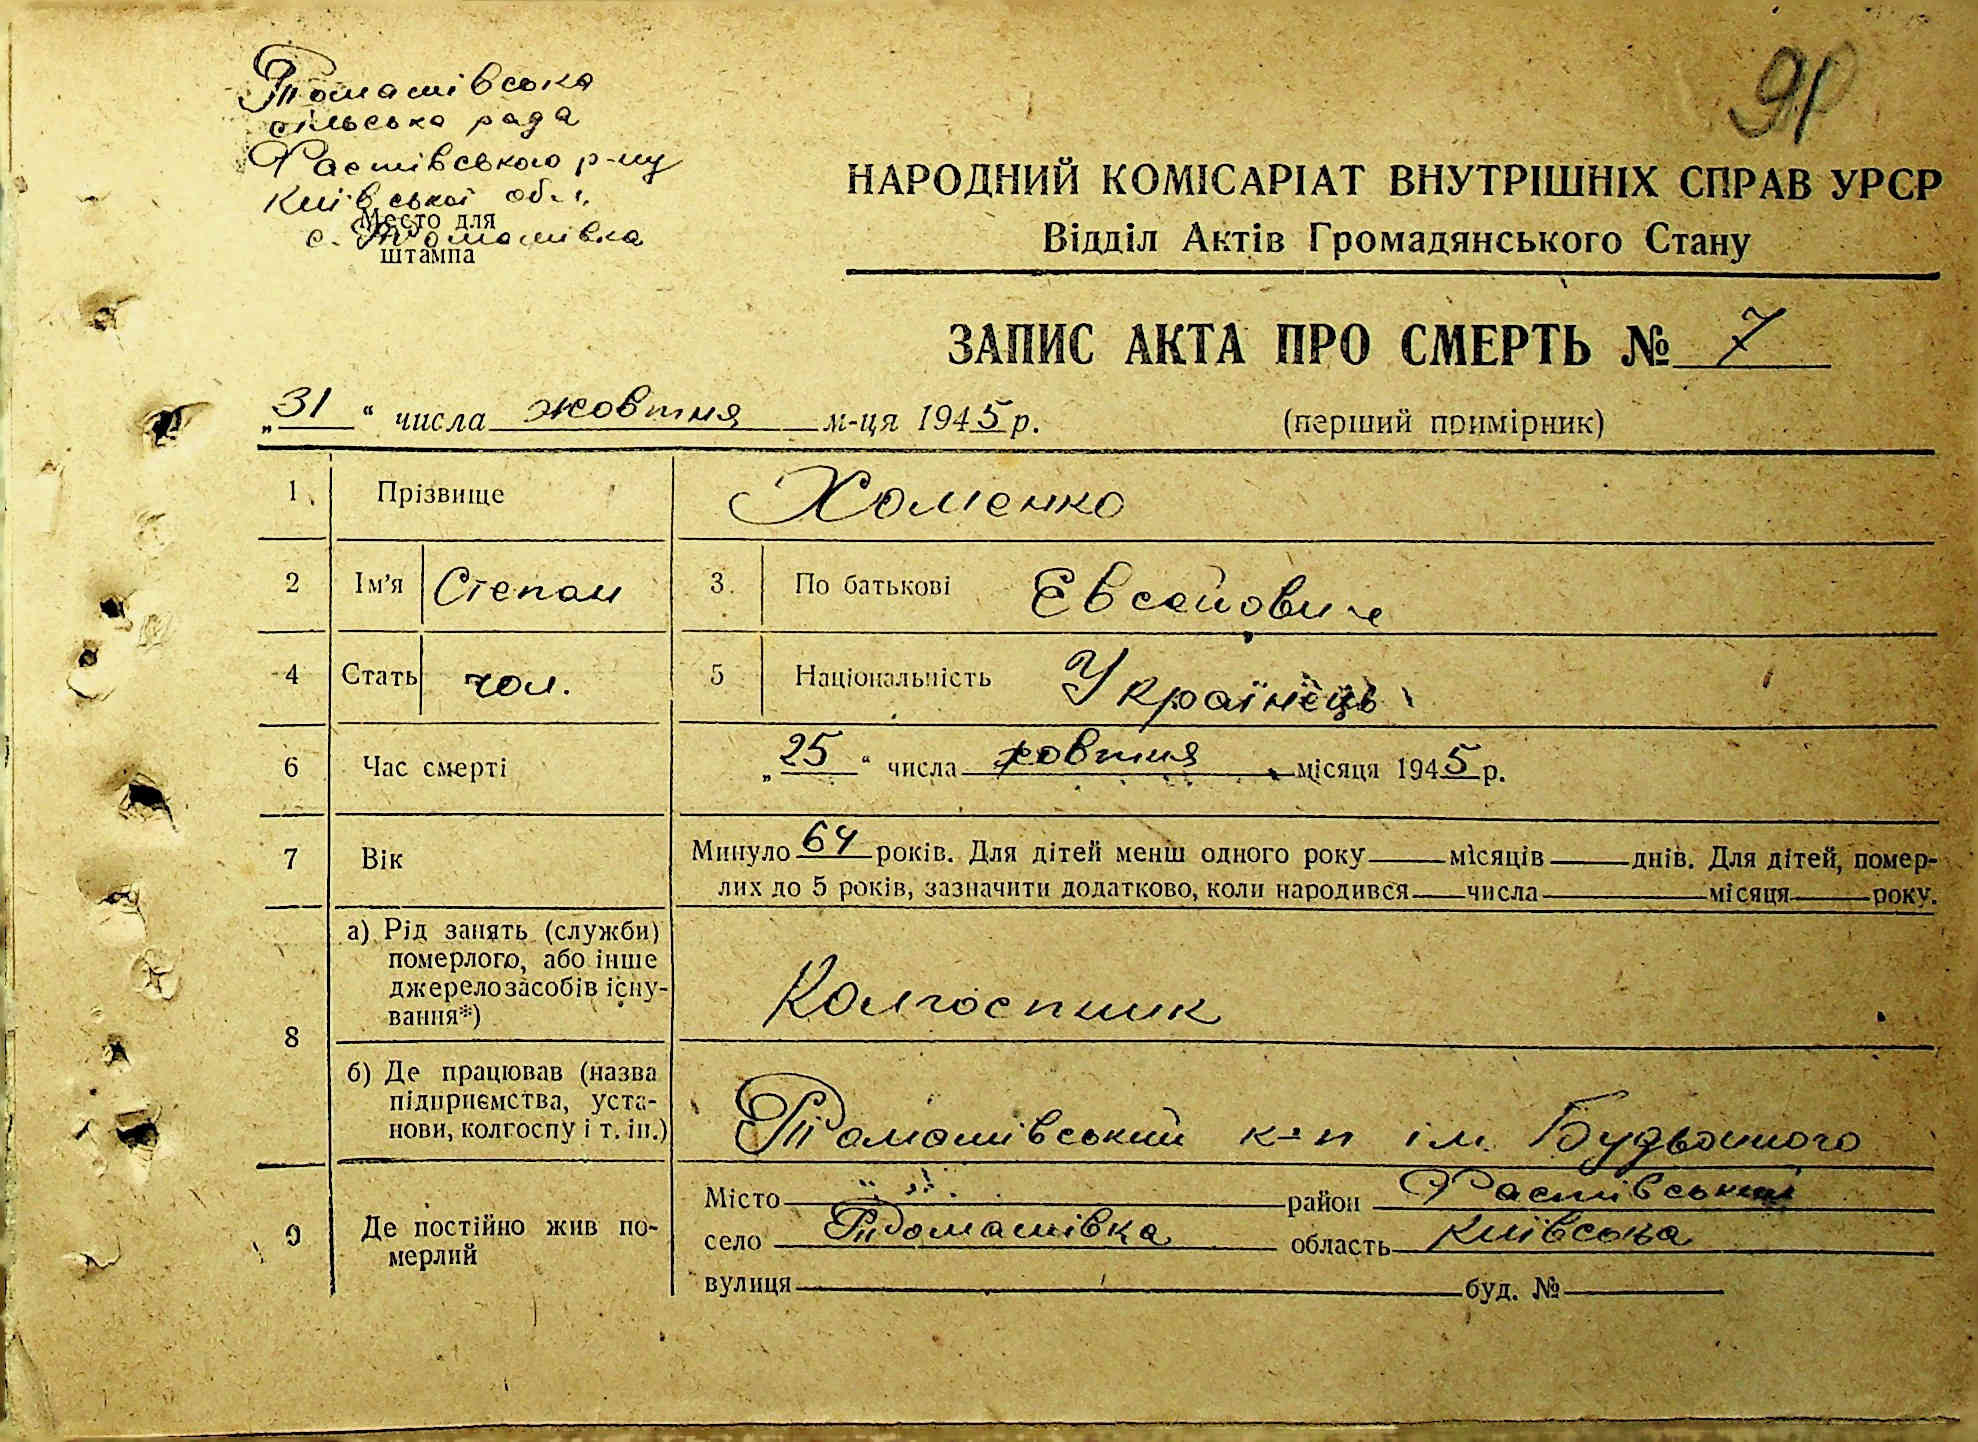 91
Томашівська
сільська рада
Фастівського р-ну
Київської обл.
Место для
с. Томашівка
штампа
НАРОДНИЙ КОМІСАРІАТ ВНУТРІШНІХ СПРАВ УРСР
Відділ Актів Громадянського Стану
ЗАПИС АКТА ПРО СМЕРТЬ № 7
„31“ числа жовтня м-ця 1945 р. (перший примірник)
1 Прізвище Хоменко
2 Ім’я Степан 3 По батькові Євсейович
4 Стать чол. 5 Національність Українець
6 Час смерті „25“ числа жовтня місяця 1945 р.
7 Вік Минуло 64 років. Для дітей менш одного року — місяців — днів. Для дітей, помер-
лих до 5 років, зазначити додатково, коли народився — числа — місяця — року.
8 а) Рід занять (служби)
померлого, або інше
джерело засобів існу-
вання*)
Колгоспник
б) Де працював (назва
підприємства, уста-
нови, колгоспу і т. ін.)
Томашівський к-п ім. Будьонного
9 Де постійно жив по-
мерлий
Місто район Фастівський
село Томашівка область Київська
вулиця буд. №